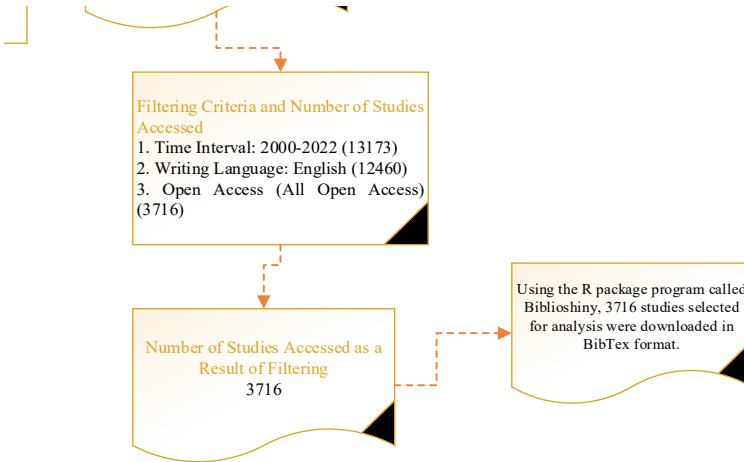 Filtering Criteria and Number of Studies
Accessed
1. Time Interval: 2000-2022 (13173)
2. Writing Language: English (12460)
3. Open Access (All Open Access)
(3716)
Number of Studies Accessed as a
Result of Filtering
3716
Using the R package program called
Biblioshiny, 3716 studies selected
for analysis were downloaded in
BibTex format.